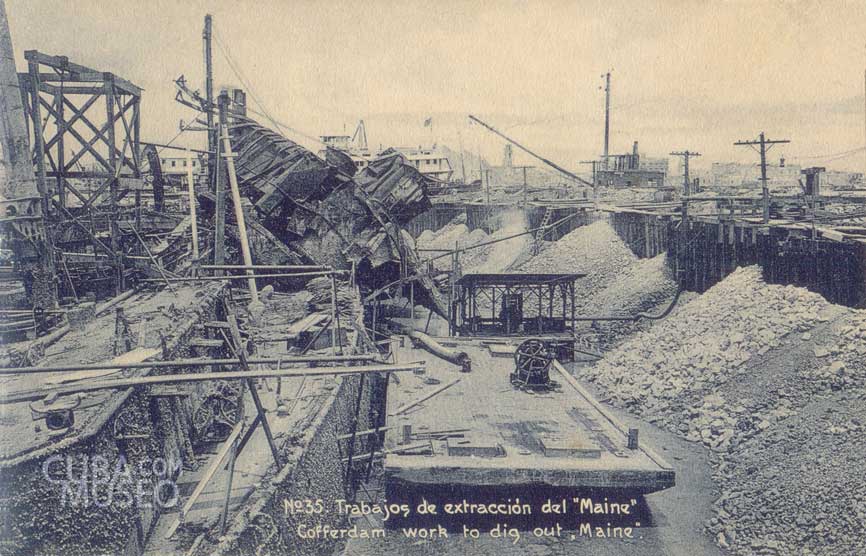 CUBA.COM
MUSEO
Nº35. Trabajos de extracción del "Maine"
Cofferdam work to dig out „Maine".